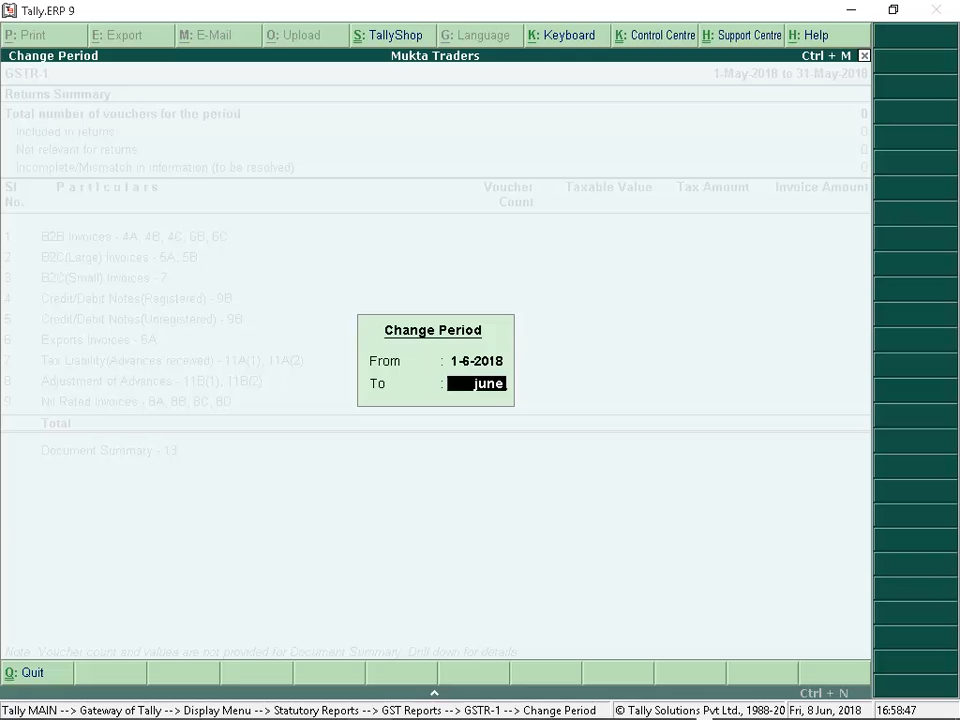 Tally.ERP 9
P: Print E: Export M: E-Mail O: Upload S: TallyShop G: Language K: Keyboard K: Control Centre H: Support Centre H: Help
Change Period Mukta Traders Ctrl + M
GSTR-1 1-May-2018 to 31-May-2018
Returns Summary
Total number of vouchers for the period 0
Included in returns 0
Not relevant for returns 0
Incomplete/Mismatch in information (to be resolved) 0
Sl Particulars Voucher Taxable Value Tax Amount Invoice Amount
No. Count
1 B2B Invoices - 4A, 4B, 4C, 6B, 6C
2 B2C(Large) Invoices - 5A, 5B
3 B2C(Small) Invoices - 7
4 Credit/Debit Notes(Registered) - 9B
5 Credit/Debit Notes(Unregistered) - 9B
6 Exports Invoices - 6A
7 Tax Liability(Advances received) - 11A(1), 11A(2)
8 Adjustment of Advances - 11B(1), 11B(2)
9 Nil Rated Invoices - 8A, 8B, 8C, 8D
Total
Document Summary - 13
Change Period
From : 1-6-2018
To : june
Note: Voucher count and values are not provided for Document Summary. Drill down for details
Q: Quit
Ctrl + N
Tally MAIN --> Gateway of Tally --> Display Menu --> Statutory Reports --> GST Reports --> GSTR-1 --> Change Period © Tally Solutions Pvt Ltd., 1988-20 Fri, 8 Jun, 2018 16:58:47